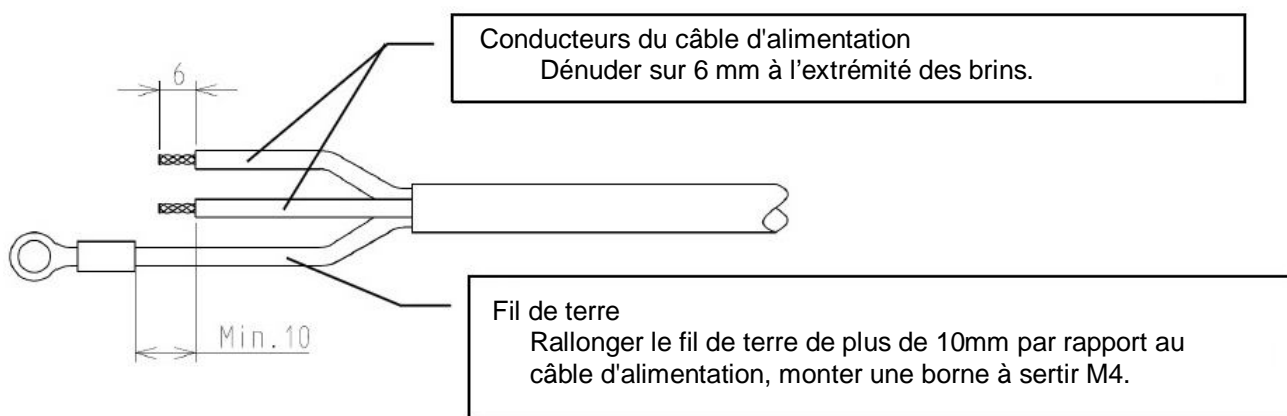 Conducteurs du câble d'alimentation
Dénuder sur 6 mm à l'extrémité des brins.
6
Min.10
Fil de terre
Rallonger le fil de terre de plus de 10mm par rapport au
câble d'alimentation, monter une borne à sertir M4.